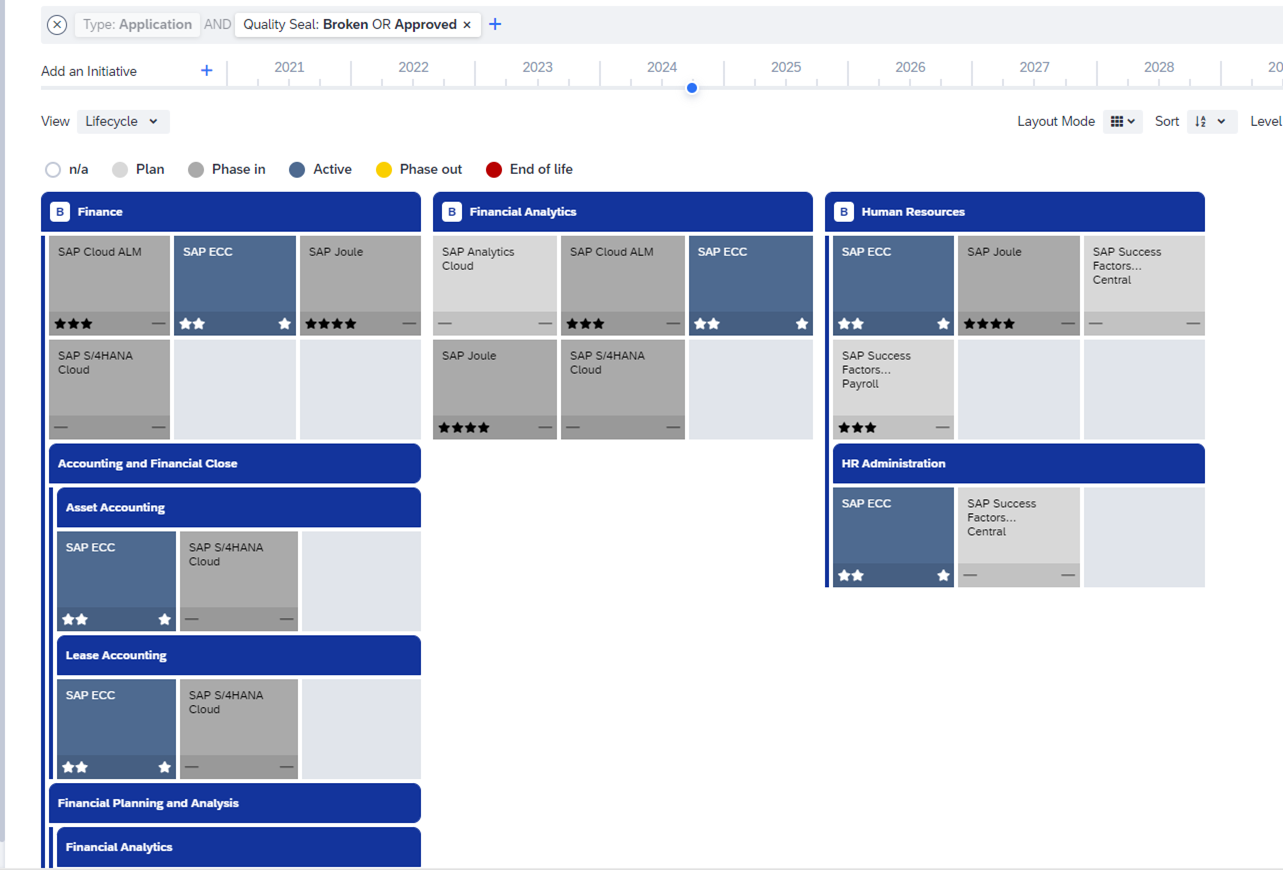 Type: Application AND Quality Seal: Broken OR Approved × +
Add an Initiative + 2021 2022 2023 2024 2025 2026 2027 2028 20
View Lifecycle Layout Mode Sort Level
n/a Plan Phase in Active Phase out End of life
B Finance
SAP Cloud ALM SAP ECC SAP Joule
SAP S/4HANA
Cloud
Accounting and Financial Close
Asset Accounting
SAP ECC SAP S/4HANA
Cloud
Lease Accounting
SAP ECC SAP S/4HANA
Cloud
Financial Planning and Analysis
Financial Analytics
B Financial Analytics
SAP Analytics
Cloud
SAP Cloud ALM SAP ECC
SAP Joule SAP S/4HANA
Cloud
B Human Resources
SAP ECC SAP Joule SAP Success
Factors...
Central
SAP Success
Factors...
Payroll
HR Administration
SAP ECC SAP Success
Factors...
Central